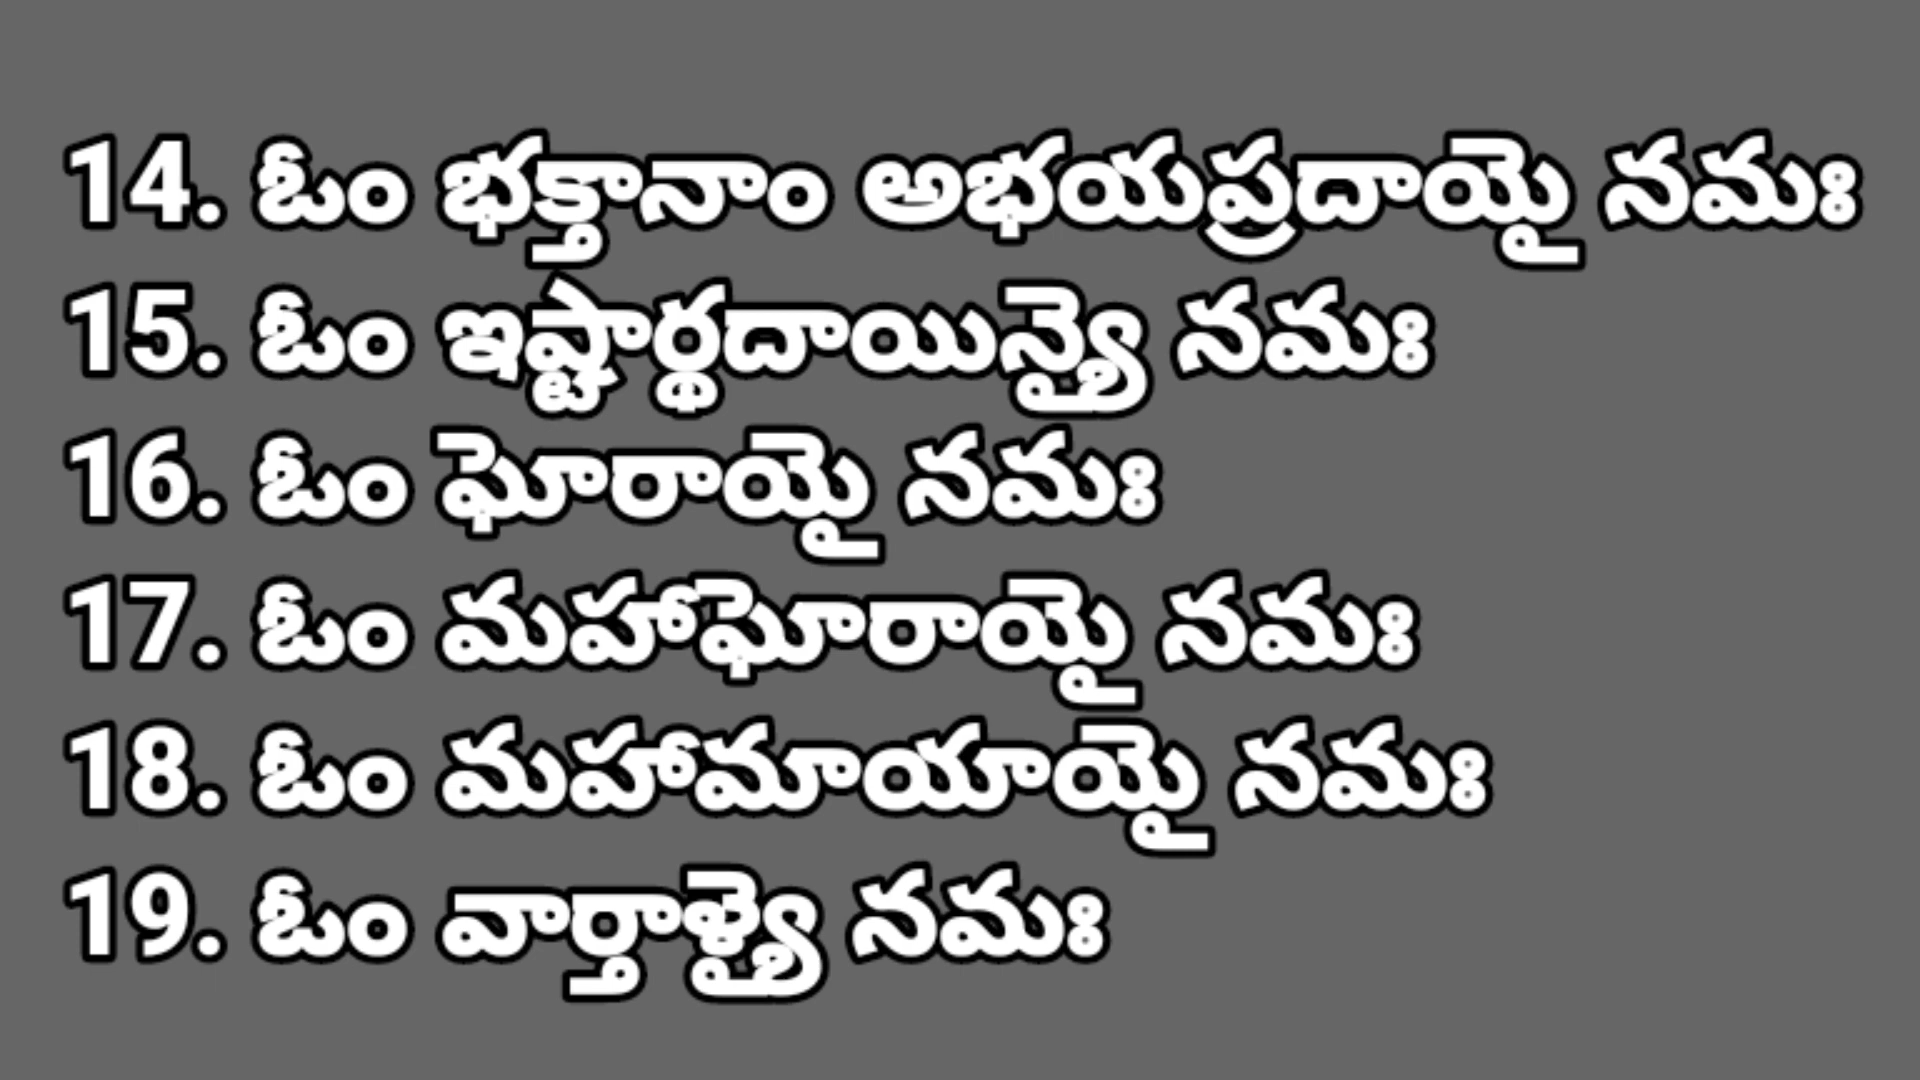 14. ఓం భక్తానాం అభయప్రదాయై నమః
15. ఓం ఇష్టార్థదాయిన్యై నమః
16. ఓం ఘోరాయై నమః
17. ఓం మహాఘోరాయై నమః
18. ఓం మహామాయాయై నమః
19. ఓం వార్తాళ్యై నమః